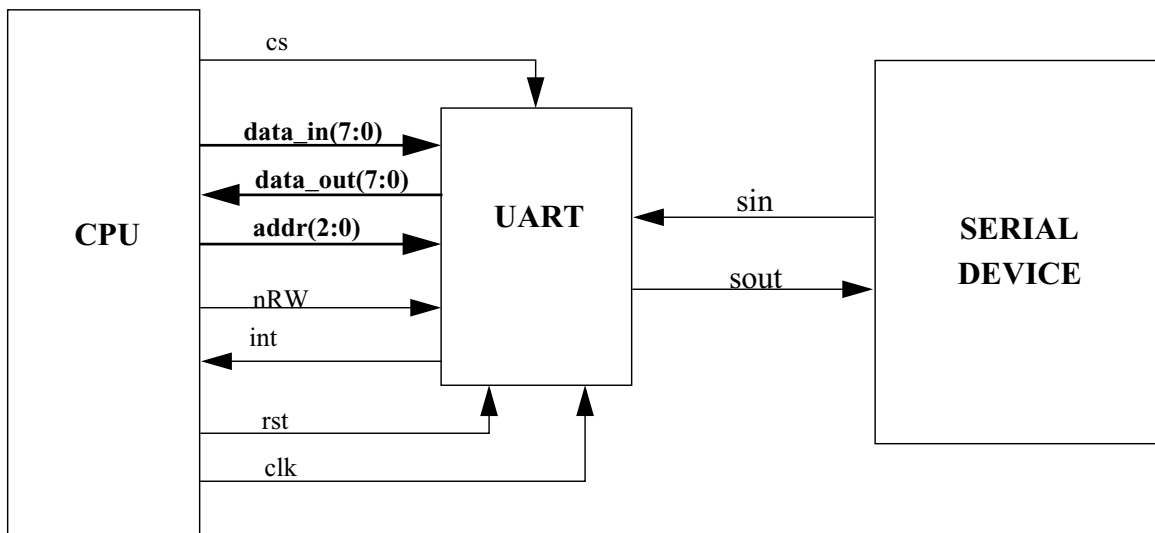 cs
data_in(7:0)
data_out(7:0)
addr(2:0)
nRW
int
rst
clk
CPU
UART
sin
sout
SERIAL
DEVICE